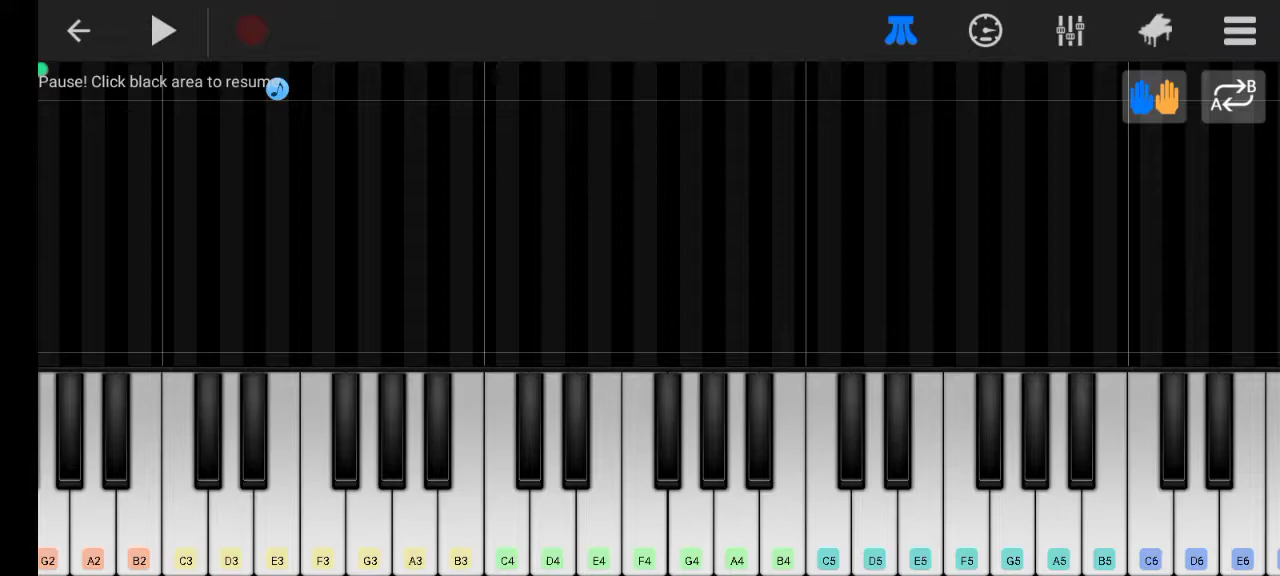 Pause! Click black area to resum
A B
G2 A2 B2 C3 D3 E3 F3 G3 A3 B3 C4 D4 E4 F4 G4 A4 B4 C5 D5 E5 F5 G5 A5 B5 C6 D6 E6